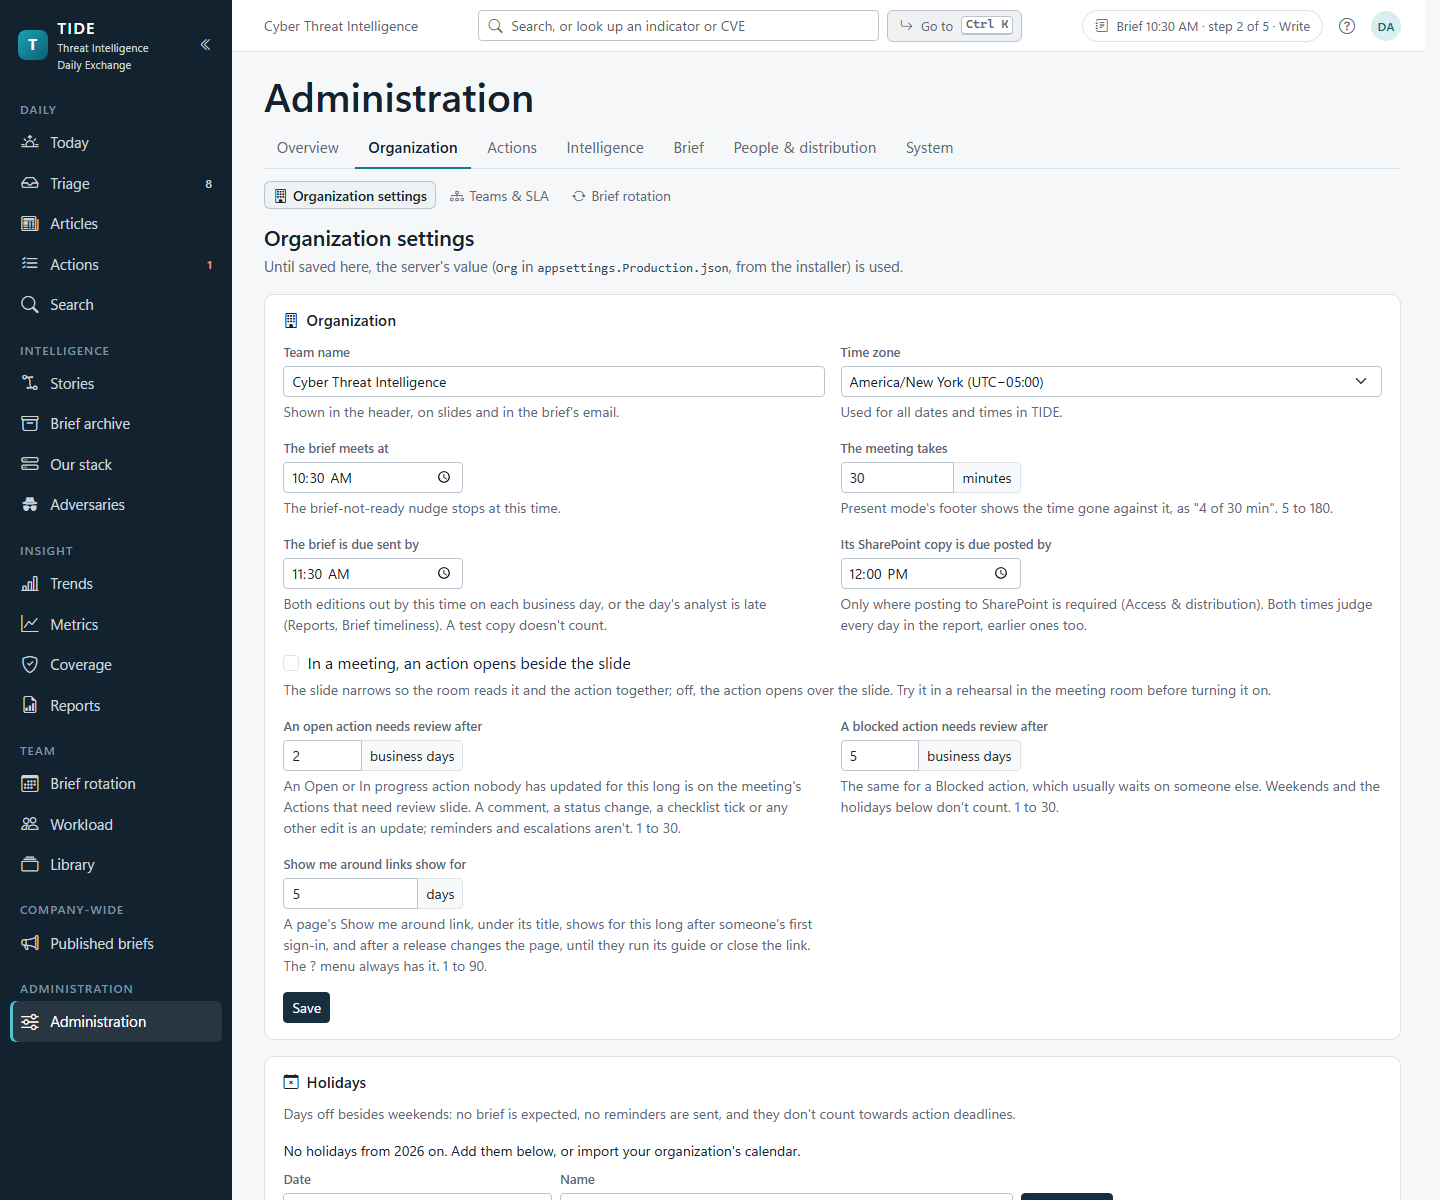 TIDE
Threat Intelligence
Daily Exchange
DAILY
Today
Triage 8
Articles
Actions 1
Search
INTELLIGENCE
Stories
Brief archive
Our stack
Adversaries
INSIGHT
Trends
Metrics
Coverage
Reports
TEAM
Brief rotation
Workload
Library
COMPANY-WIDE
Published briefs
ADMINISTRATION
Administration
Cyber Threat Intelligence
Search, or look up an indicator or CVE
Go to Ctrl K
Brief 10:30 AM · step 2 of 5 · Write
?
DA
Administration
Overview Organization Actions Intelligence Brief People & distribution System
Organization settings Teams & SLA Brief rotation
Organization settings
Until saved here, the server's value (Org in appsettings.Production.json, from the installer) is used.
Organization
Team name
Cyber Threat Intelligence
Shown in the header, on slides and in the brief's email.
Time zone
America/New York (UTC−05:00)
Used for all dates and times in TIDE.
The brief meets at
10:30 AM
The brief-not-ready nudge stops at this time.
The meeting takes
30 minutes
Present mode's footer shows the time gone against it, as "4 of 30 min". 5 to 180.
The brief is due sent by
11:30 AM
Both editions out by this time on each business day, or the day's analyst is late
(Reports, Brief timeliness). A test copy doesn't count.
Its SharePoint copy is due posted by
12:00 PM
Only where posting to SharePoint is required (Access & distribution). Both times judge
every day in the report, earlier ones too.
In a meeting, an action opens beside the slide
The slide narrows so the room reads it and the action together; off, the action opens over the slide. Try it in a rehearsal in the meeting room before turning it on.
An open action needs review after
2 business days
An Open or In progress action nobody has updated for this long is on the meeting's
Actions that need review slide. A comment, a status change, a checklist tick or any
other edit is an update; reminders and escalations aren't. 1 to 30.
A blocked action needs review after
5 business days
The same for a Blocked action, which usually waits on someone else. Weekends and the
holidays below don't count. 1 to 30.
Show me around links show for
5 days
A page's Show me around link, under its title, shows for this long after someone's first
sign-in, and after a release changes the page, until they run its guide or close the link.
The ? menu always has it. 1 to 90.
Save
Holidays
Days off besides weekends: no brief is expected, no reminders are sent, and they don't count towards action deadlines.
No holidays from 2026 on. Add them below, or import your organization's calendar.
Date Name